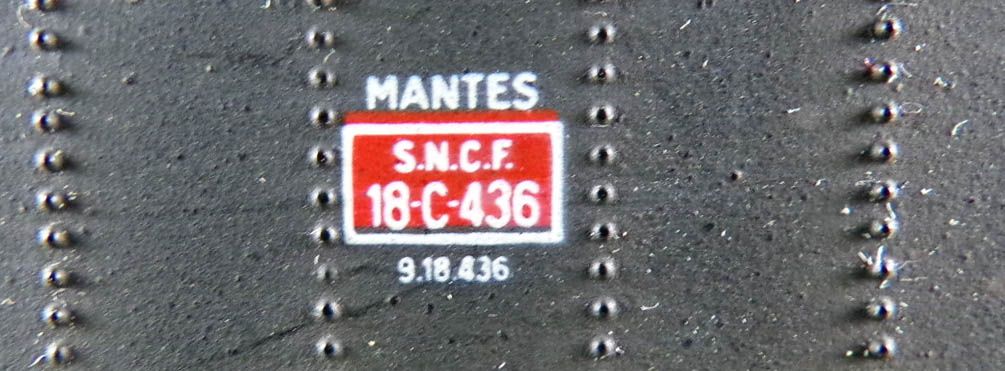 MANTES
S.N.C.F.
18-C-436
9.18.436